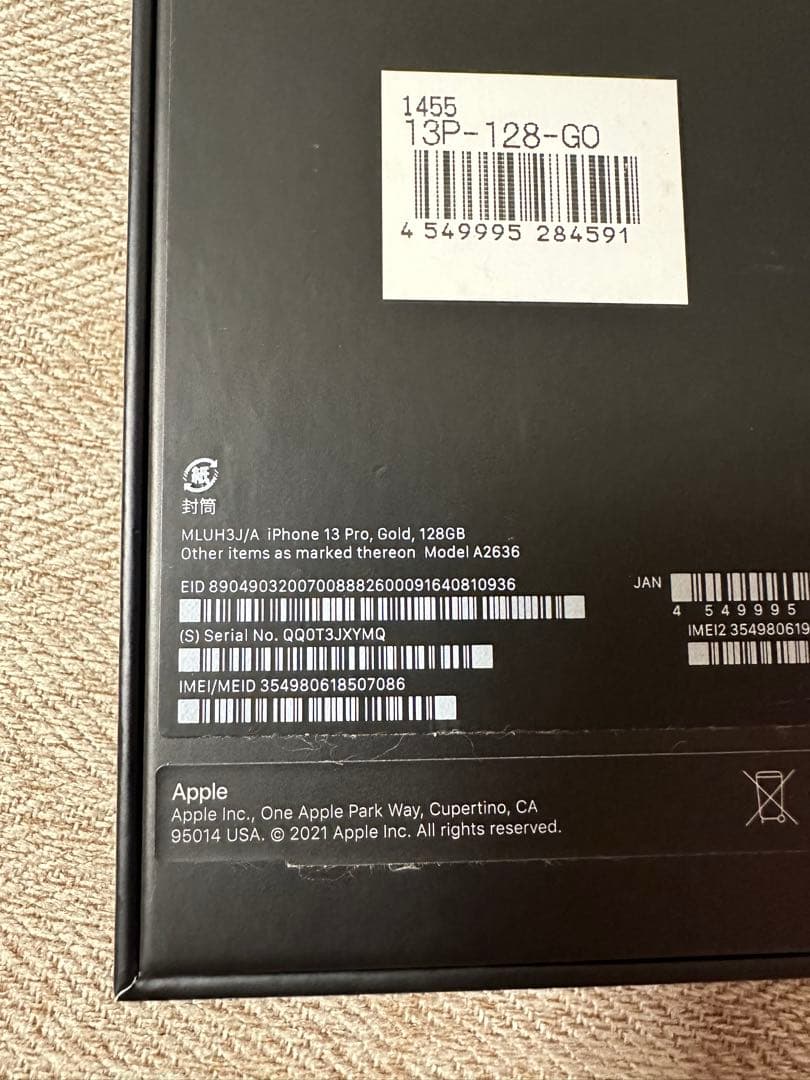 1455
13P-128-GO
4 549995 284591
紙
封筒
MLUH3J/A iPhone 13 Pro, Gold, 128GB
Other items as marked thereon Model A2636
EID 89049032007008882600091640810936
JAN
4 549995
(S) Serial No. QQ0T3JXYMQ
IMEI2 354980619
IMEI/MEID 354980618507086
Apple
Apple Inc., One Apple Park Way, Cupertino, CA
95014 USA. © 2021 Apple Inc. All rights reserved.